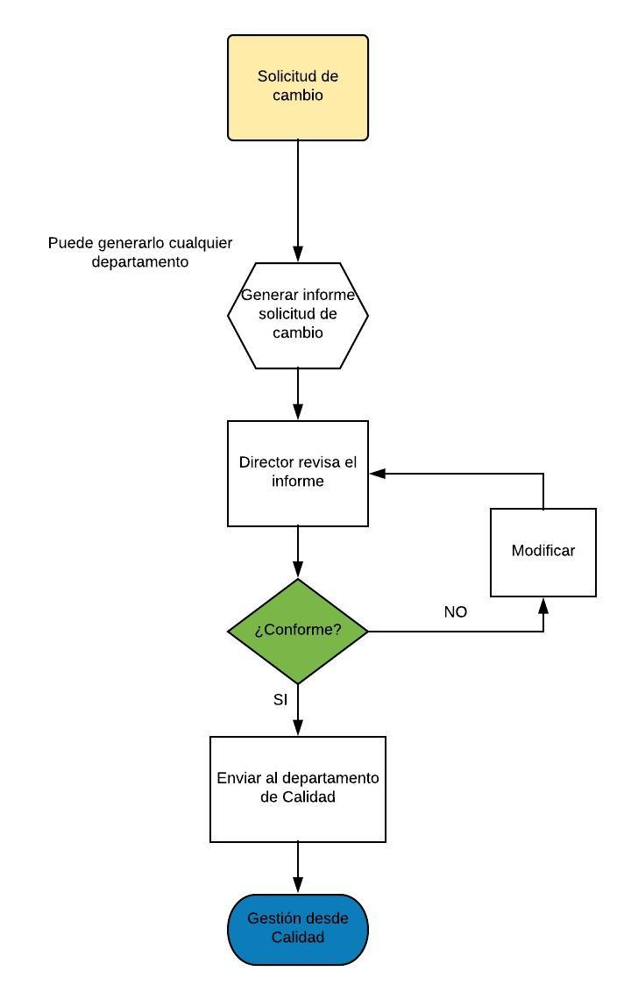 Solicitud de
cambio
Puede generarlo cualquier
departamento
Generar informe
solicitud de
cambio
Director revisa el
informe
Modificar
NO
¿Conforme?
SI
Enviar al departamento
de Calidad
Gestión desde
Calidad